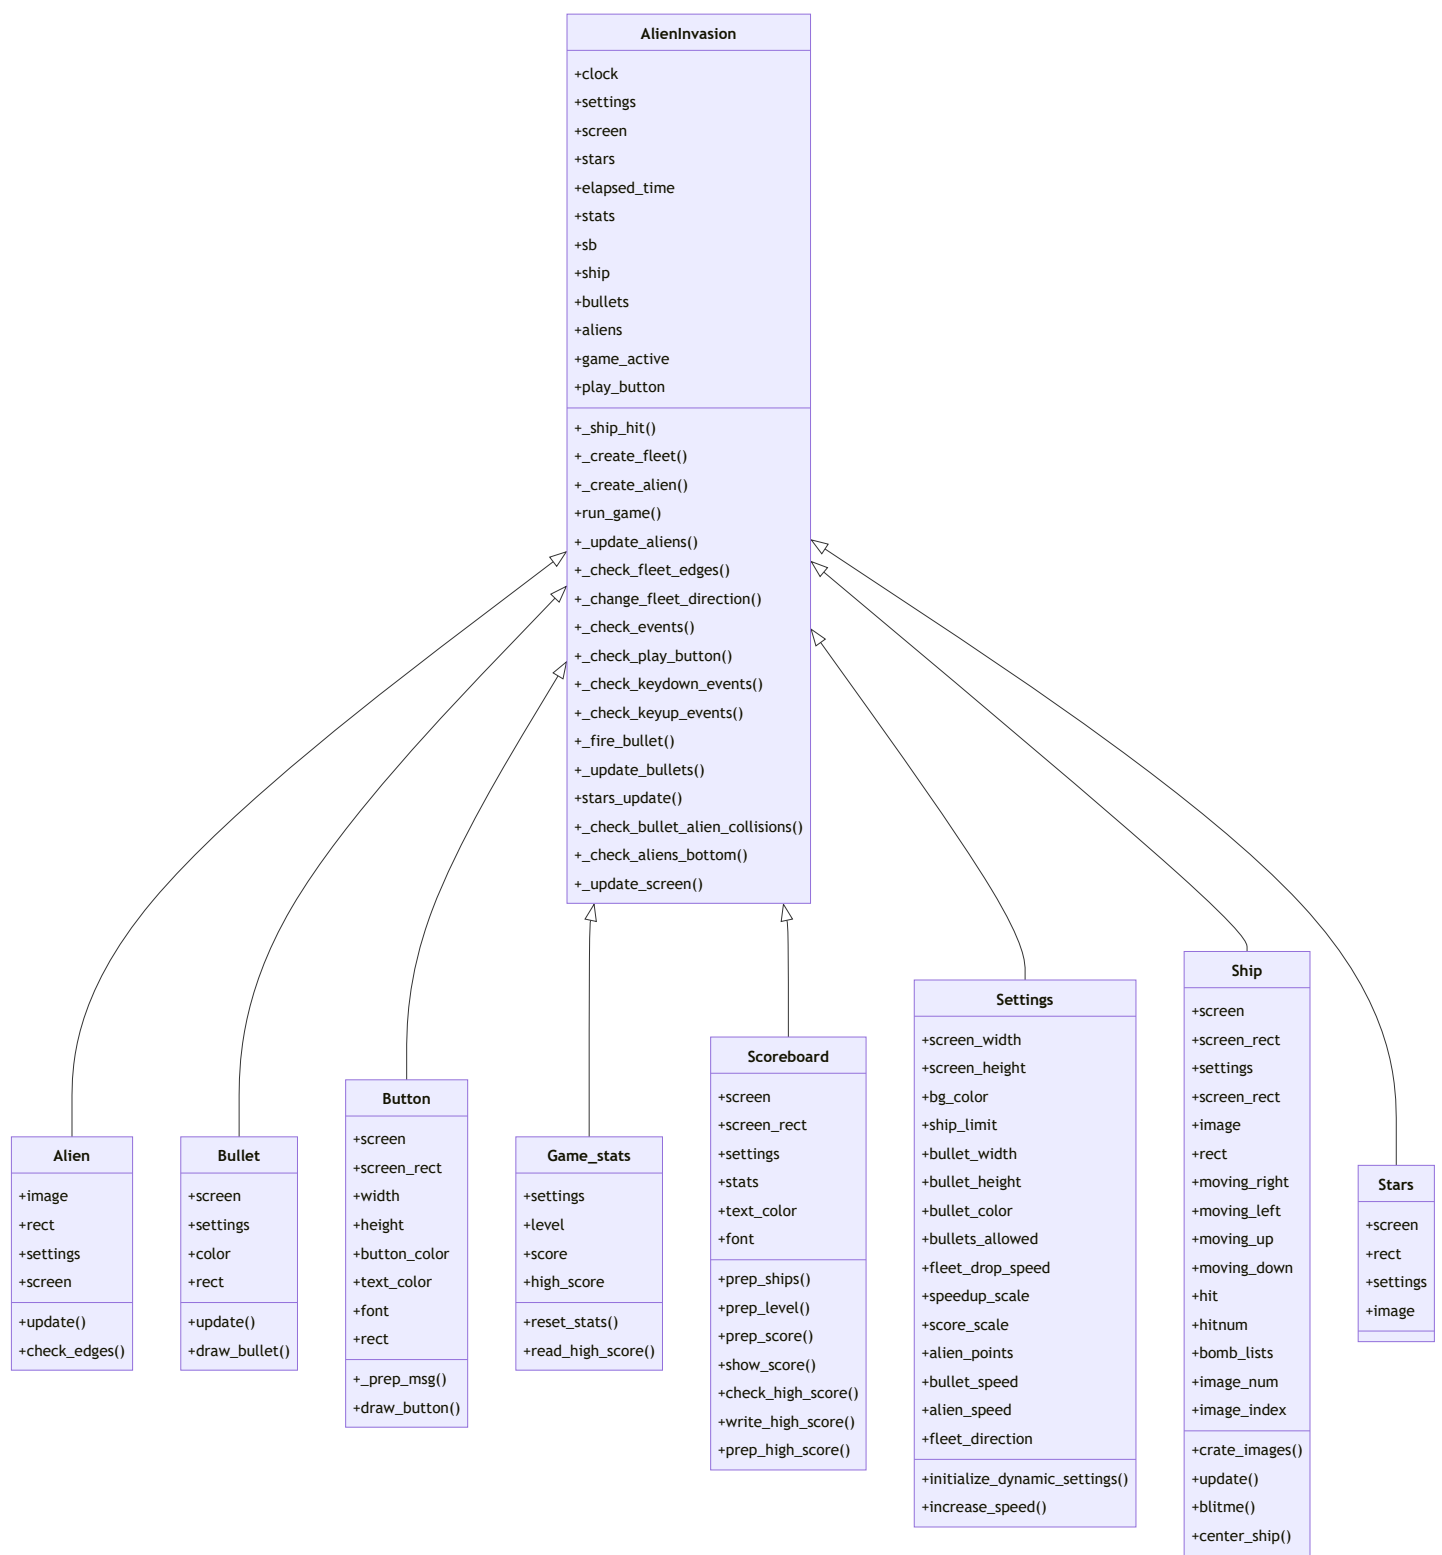 AlienInvasion
+clock
+settings
+screen
+stars
+elapsed_time
+stats
+sb
+ship
+bullets
+aliens
+game_active
+play_button
+_ship_hit()
+_create_fleet()
+_create_alien()
+run_game()
+_update_aliens()
+_check_fleet_edges()
+_change_fleet_direction()
+_check_events()
+_check_play_button()
+_check_keydown_events()
+_check_keyup_events()
+_fire_bullet()
+_update_bullets()
+stars_update()
+_check_bullet_alien_collisions()
+_check_aliens_bottom()
+_update_screen()
Alien
+image
+rect
+settings
+screen
+update()
+check_edges()
Bullet
+screen
+settings
+color
+rect
+update()
+draw_bullet()
Button
+screen
+screen_rect
+width
+height
+button_color
+text_color
+font
+rect
+_prep_msg()
+draw_button()
Game_stats
+settings
+level
+score
+high_score
+reset_stats()
+read_high_score()
Scoreboard
+screen
+screen_rect
+settings
+stats
+text_color
+font
+prep_ships()
+prep_level()
+prep_score()
+show_score()
+check_high_score()
+write_high_score()
+prep_high_score()
Settings
+screen_width
+screen_height
+bg_color
+ship_limit
+bullet_width
+bullet_height
+bullet_color
+bullets_allowed
+fleet_drop_speed
+speedup_scale
+score_scale
+alien_points
+bullet_speed
+alien_speed
+fleet_direction
+initialize_dynamic_settings()
+increase_speed()
Ship
+screen
+screen_rect
+settings
+screen_rect
+image
+rect
+moving_right
+moving_left
+moving_up
+moving_down
+hit
+hitnum
+bomb_lists
+image_num
+image_index
+crate_images()
+update()
+blitme()
+center_ship()
Stars
+screen
+rect
+settings
+image